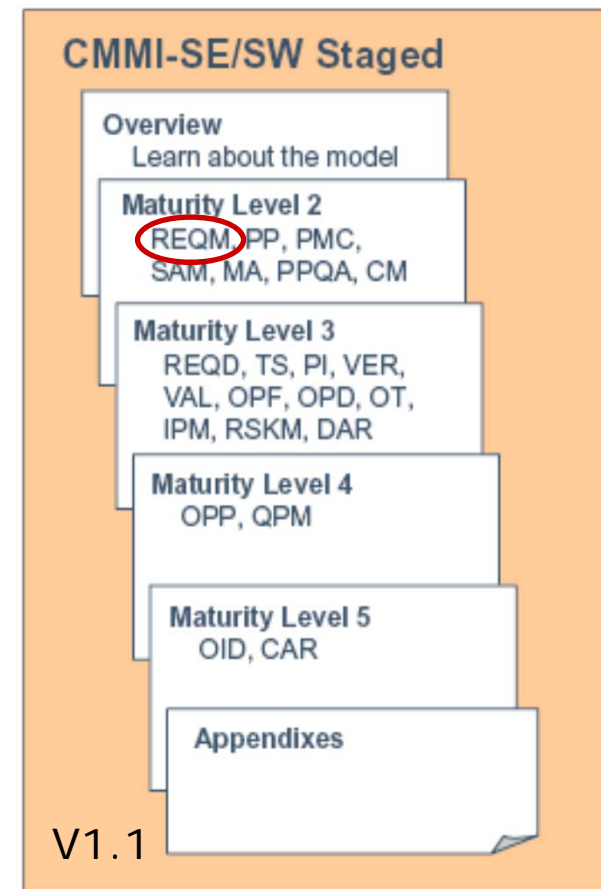 CMMI-SE/SW Staged
Overview
Learn about the model
Maturity Level 2
REQM, PP, PMC,
SAM, MA, PPQA, CM
Maturity Level 3
REQD, TS, PI, VER,
VAL, OPF, OPD, OT,
IPM, RSKM, DAR
Maturity Level 4
OPP, QPM
Maturity Level 5
OID, CAR
Appendixes
V1.1